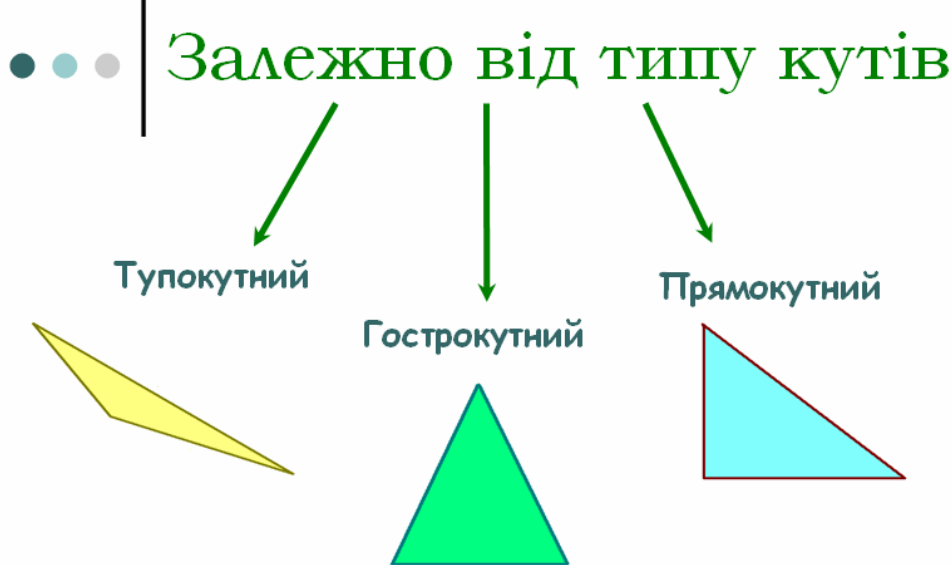 Залежно від типу кутів
Тупокутний
Гострокутний
Прямокутний